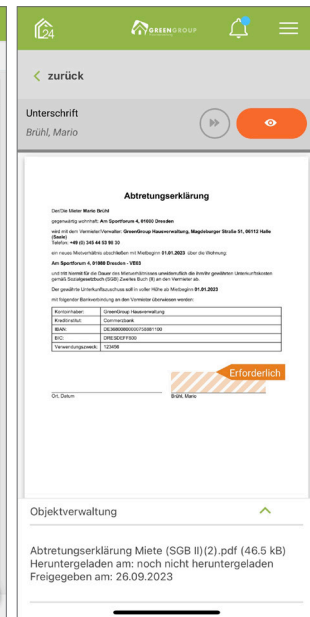 24
GREENGROUP
< zurück
Unterschrift
Brühl, Mario
Abtretungserklärung
Der/Die Mieter Mario Brühl
gegenwärtig wohnhaft: Am Sportforum 4, 01600 Dresden
wird mit dem Vermieter/Verwalter: GreenGroup Hausverwaltung, Magdeburger Straße 51, 06112 Halle
(Saale)
Telefon: +49 (0) 345 44 53 90 30
ein neues Mietverhältnis abschließen mit Mietbeginn 01.01.2023 über die Wohnung:
Am Sportforum 4, 01988 Dresden - VE03
und tritt hiermit für die Dauer des Mietverhältnisses unwiderruflich die ihm/ihr gewährten Unterkunftskosten
gemäß Sozialgesetzbuch (SGB) Zweites Buch (II) an den Vermieter ab.
Der gewährte Unterkunftszuschuss soll in voller Höhe ab Mietbeginn 01.01.2023
mit folgender Bankverbindung an den Vermieter überwiesen werden:
Kontoinhaber: GreenGroup Hausverwaltung
Kreditinstitut: Commerzbank
IBAN:
BIC: DRESDEFF800
Verwendungszweck: 123456
Erforderlich
Ort, Datum Brühl, Mario
Objektverwaltung
Abtretungserklärung Miete (SGB II)(2).pdf (46.5 kB)
Heruntergeladen am: noch nicht heruntergeladen
Freigegeben am: 26.09.2023